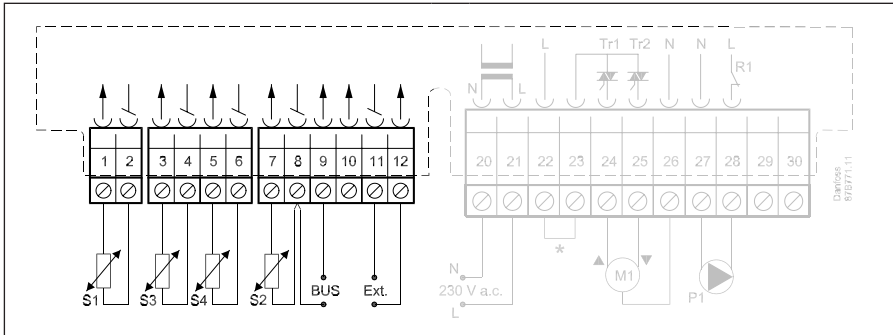 L Tr1 Tr2 N N L
R1
N L
1 2 3 4 5 6 7 8 9 10 11 12
20 21 22 23 24 25 26 27 28 29 30
Danfoss
87B771.11
S1 S3 S4 S2 BUS Ext.
N
230 V a.c.
L
*
M1
P1